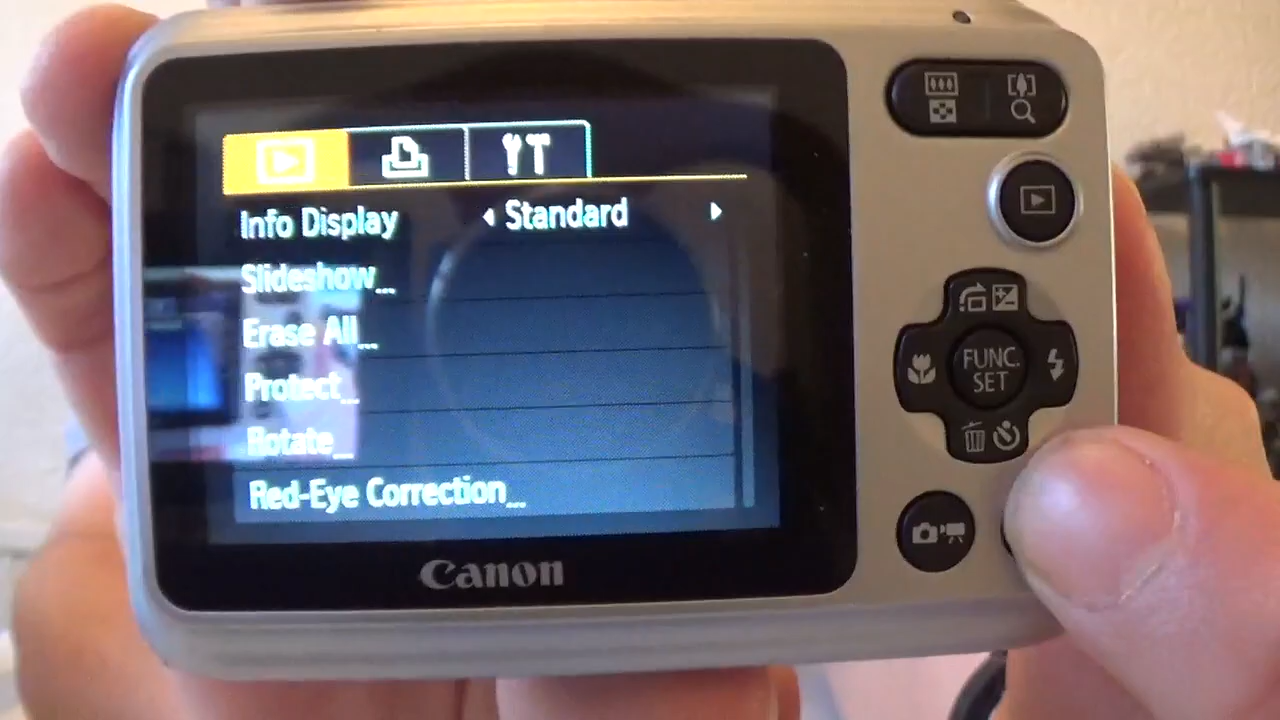 Info Display Standard
Slideshow...
Erase All...
Protect...
Rotate...
Red-Eye Correction...
Canon
FUNC.
SET